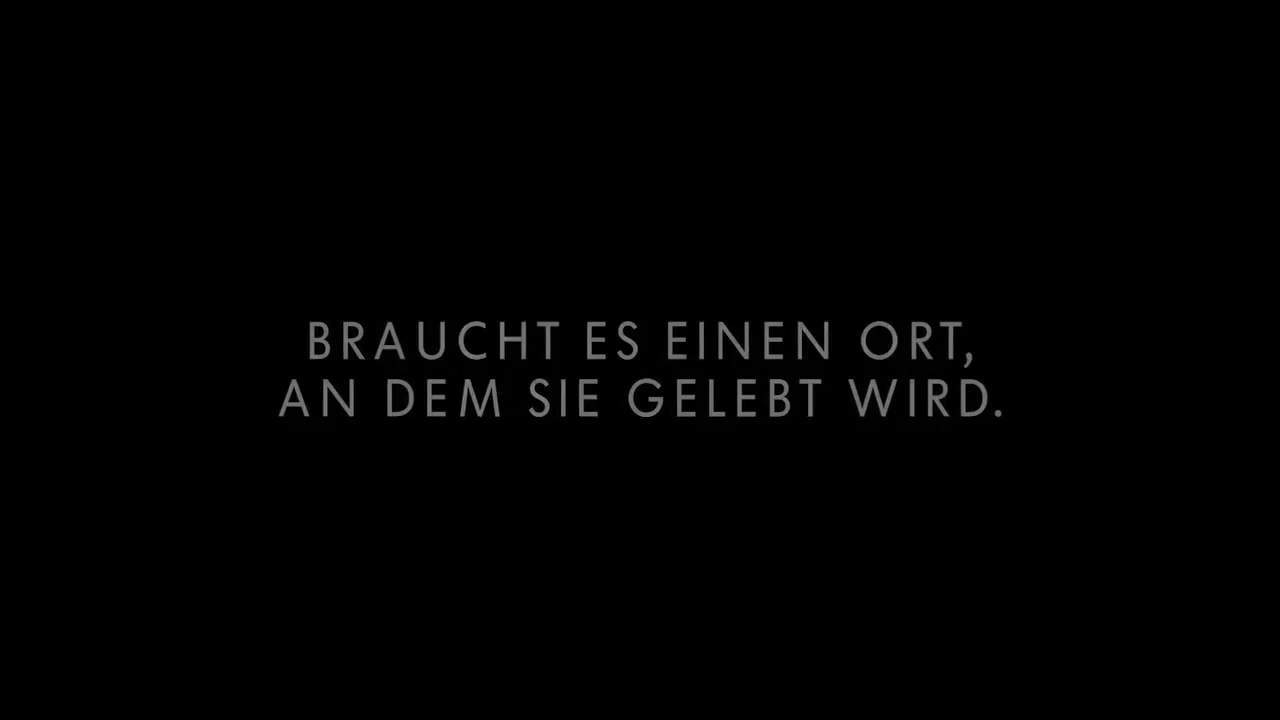 BRAUCHT ES EINEN ORT,
AN DEM SIE GELEBT WIRD.